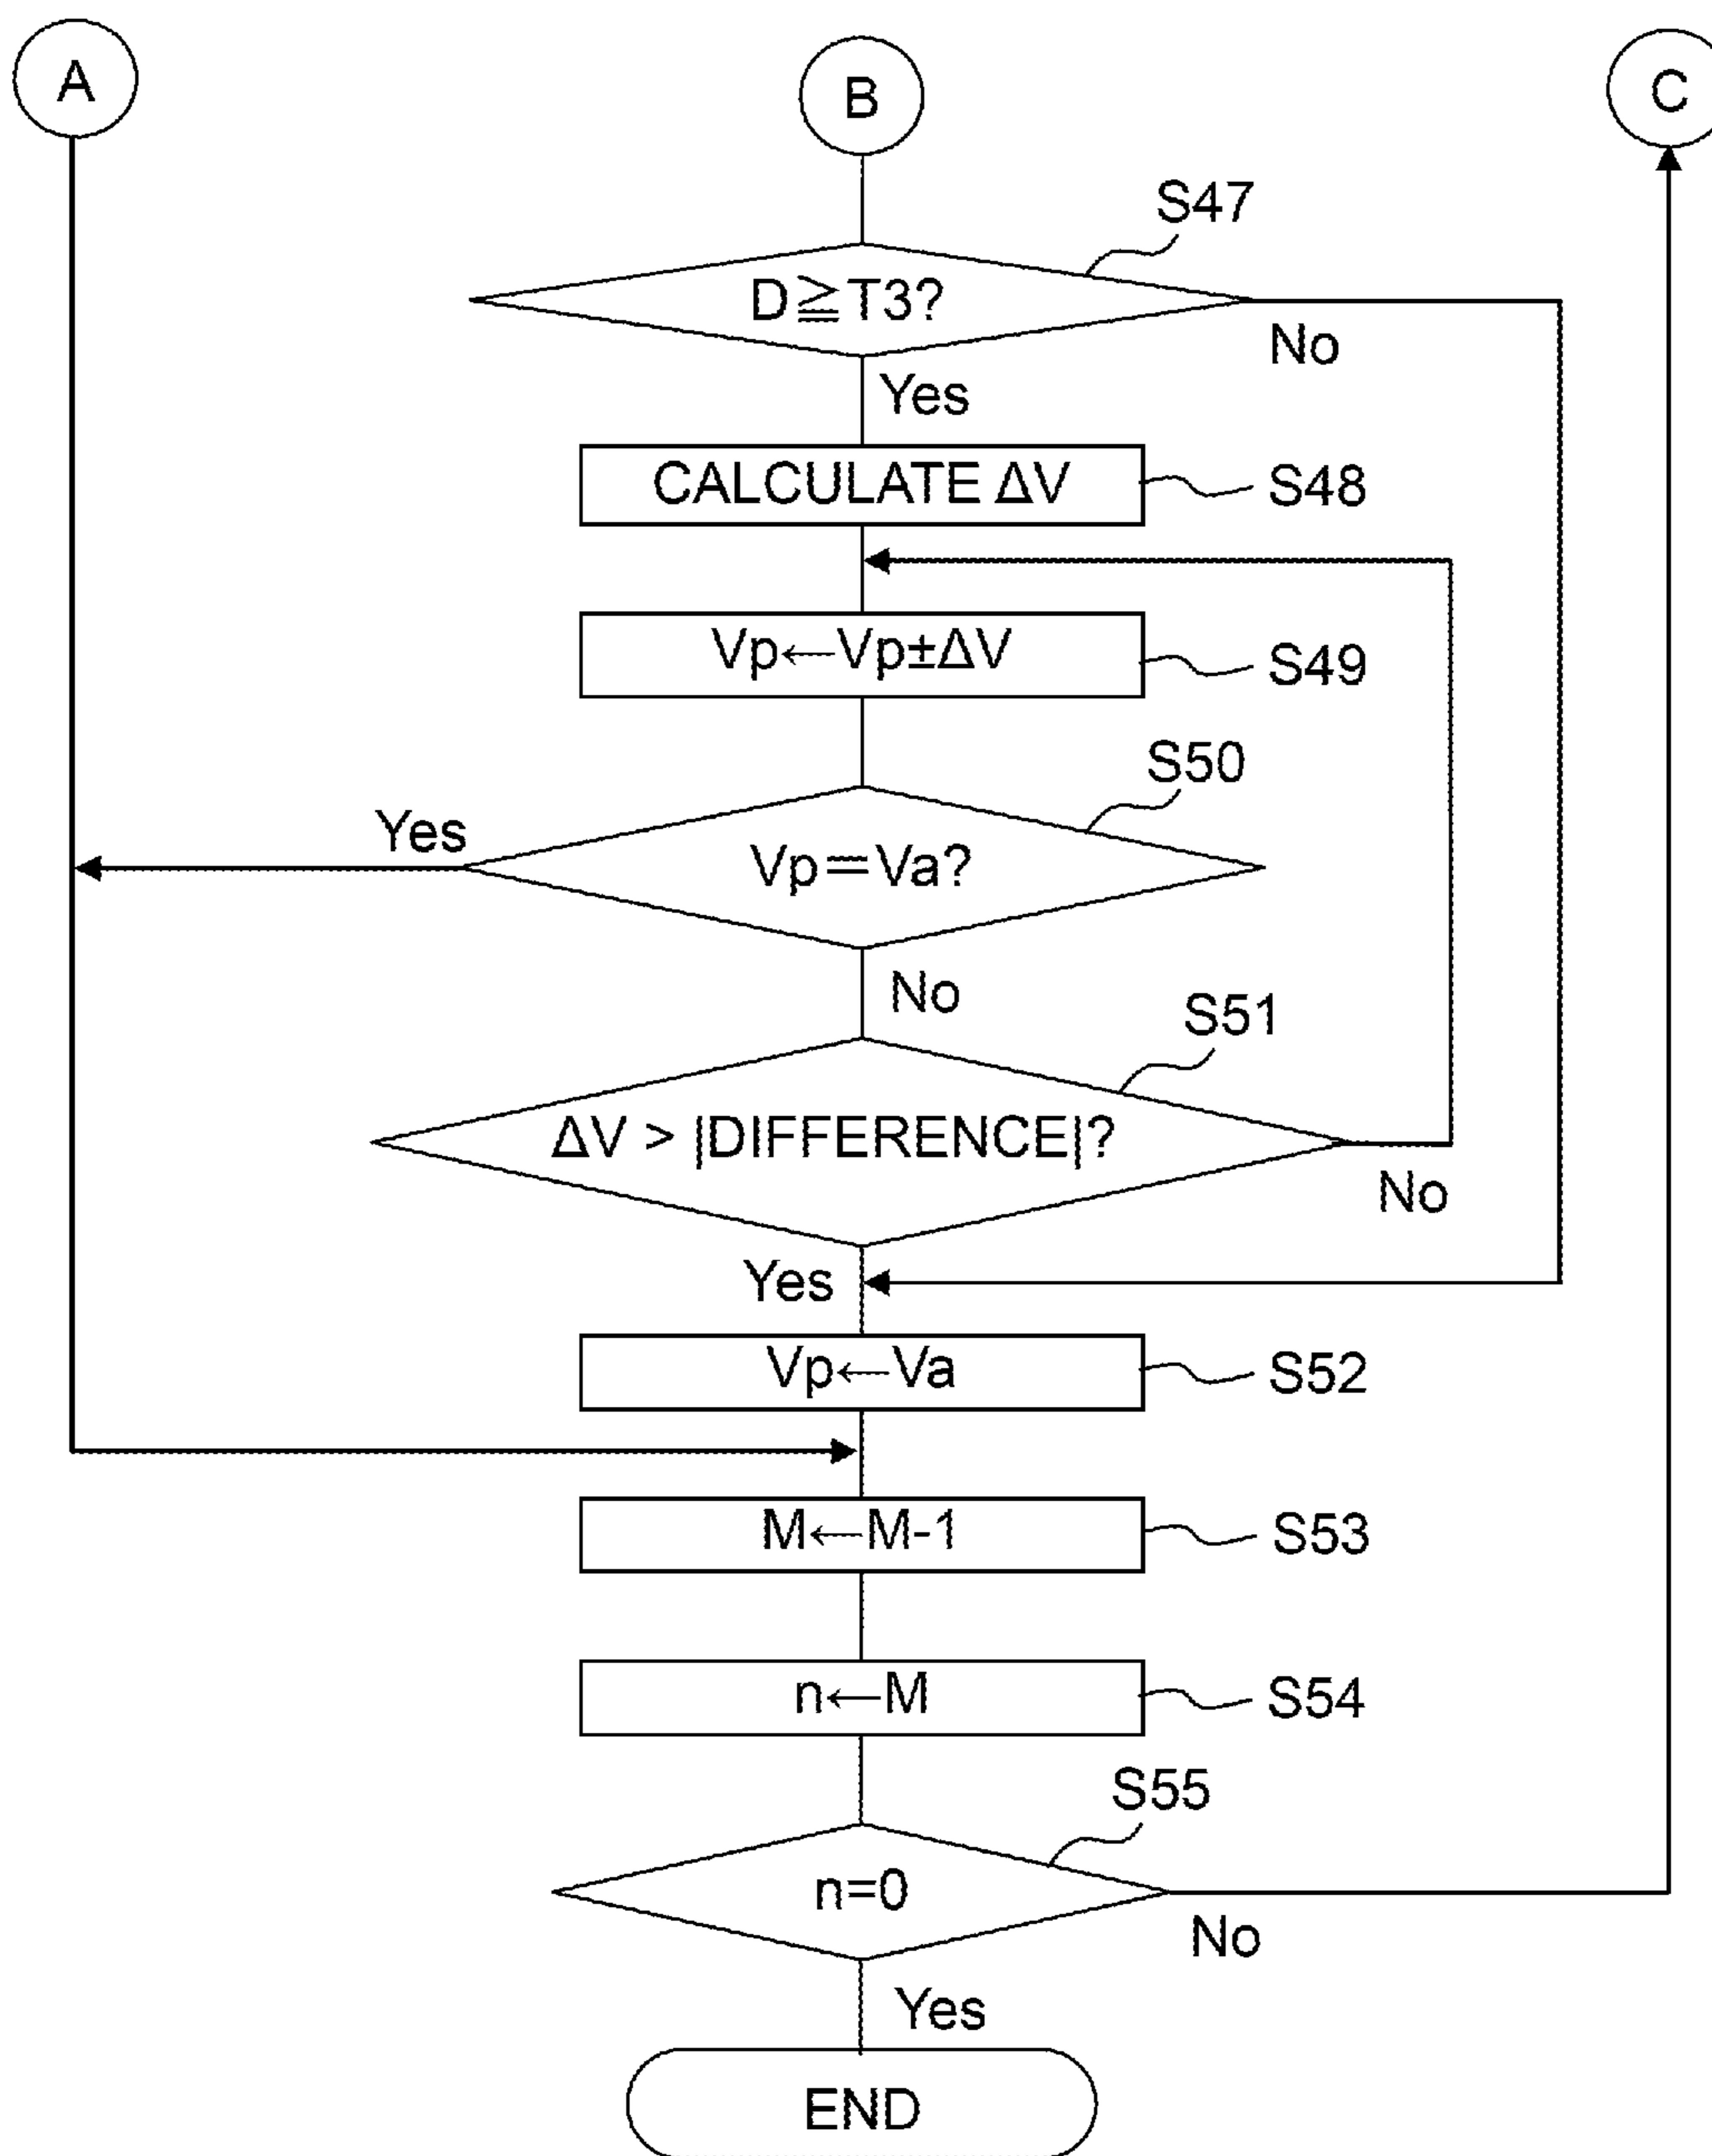 A
B
C
S47
D≧T3?
No
Yes
CALCULATE ΔV
S48
Vp←Vp±ΔV
S49
S50
Yes
Vp=Va?
No
S51
ΔV > |DIFFERENCE|?
No
Yes
Vp←Va
S52
M←M-1
S53
n←M
S54
S55
n=0
No
Yes
END